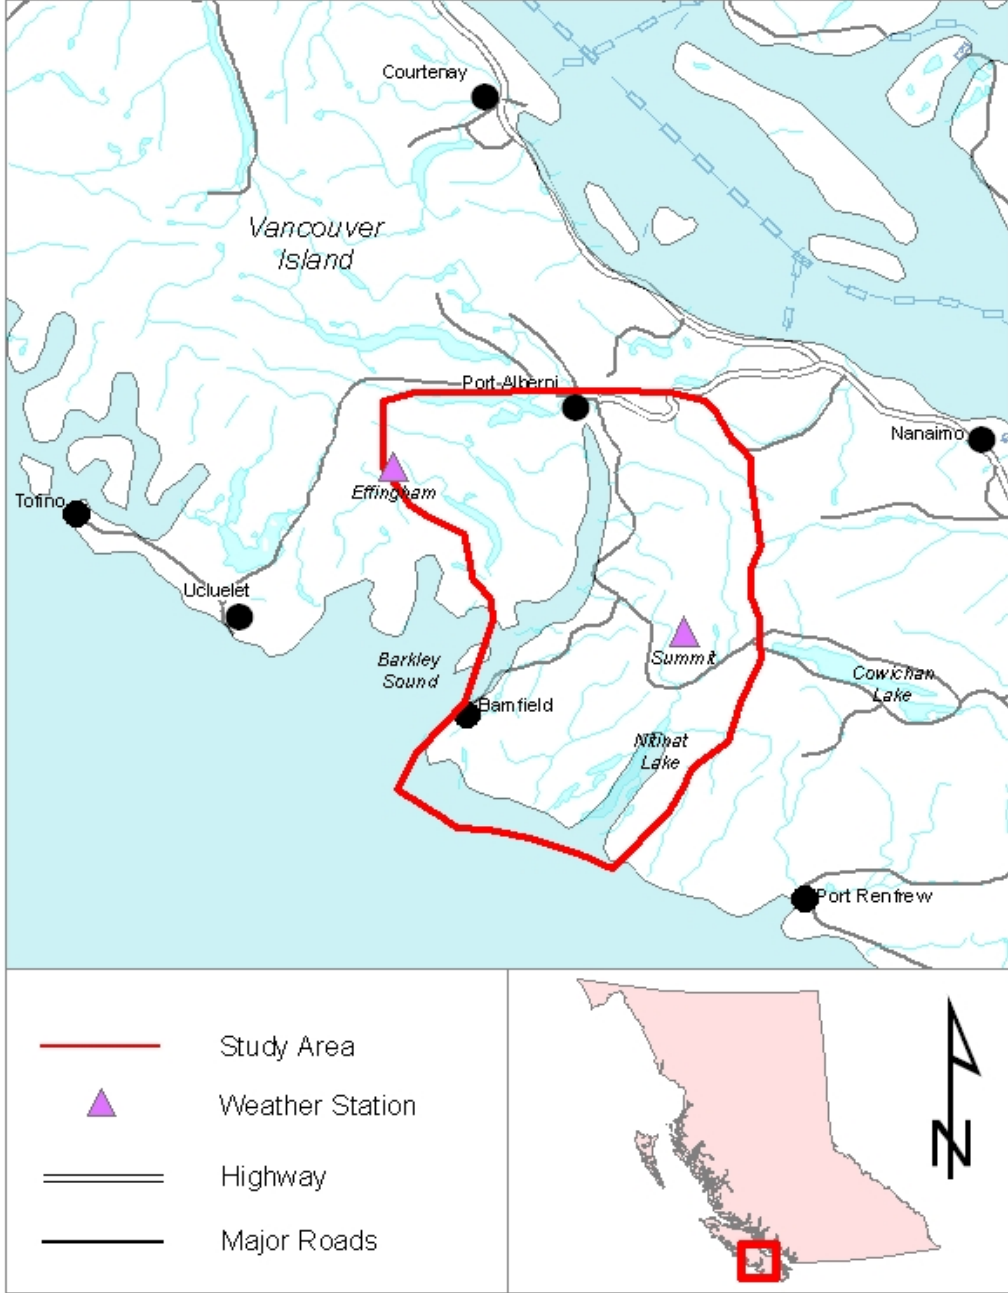 Courtenay
Vancouver
Island
Port Alberni
Nanaimo
Effingham
Tofino
Ucluelet
Barkley
Sound
Summit
Cowichan
Lake
Bamfield
Nitinat
Lake
Port Renfrew
Study Area
Weather Station
Highway
Major Roads
N